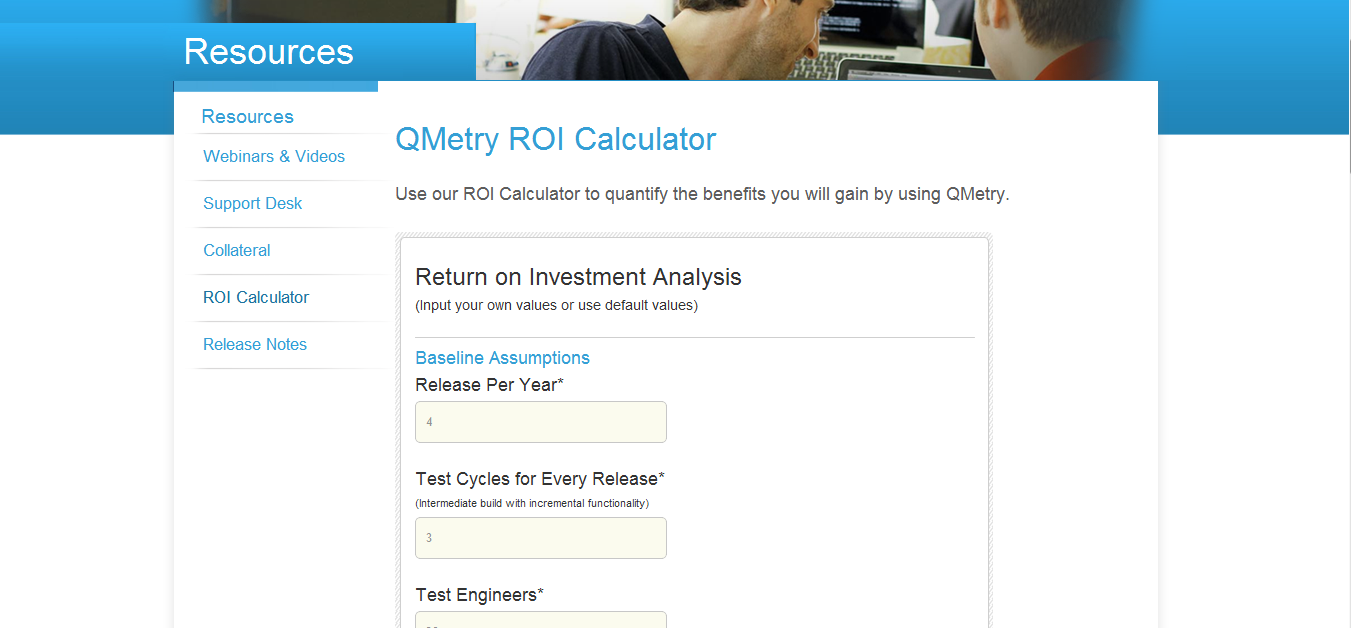 Resources
Resources
Webinars & Videos
Support Desk
Collateral
ROI Calculator
Release Notes
QMetry ROI Calculator
Use our ROI Calculator to quantify the benefits you will gain by using QMetry.
Return on Investment Analysis
(Input your own values or use default values)
Baseline Assumptions
Release Per Year*
4
Test Cycles for Every Release*
(Intermediate build with incremental functionality)
3
Test Engineers*